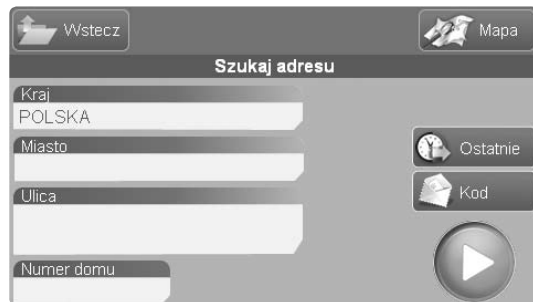 Wstecz
Mapa
Szukaj adresu
Kraj
POLSKA
Miasto
Ostatnie
Kod
Ulica
Numer domu